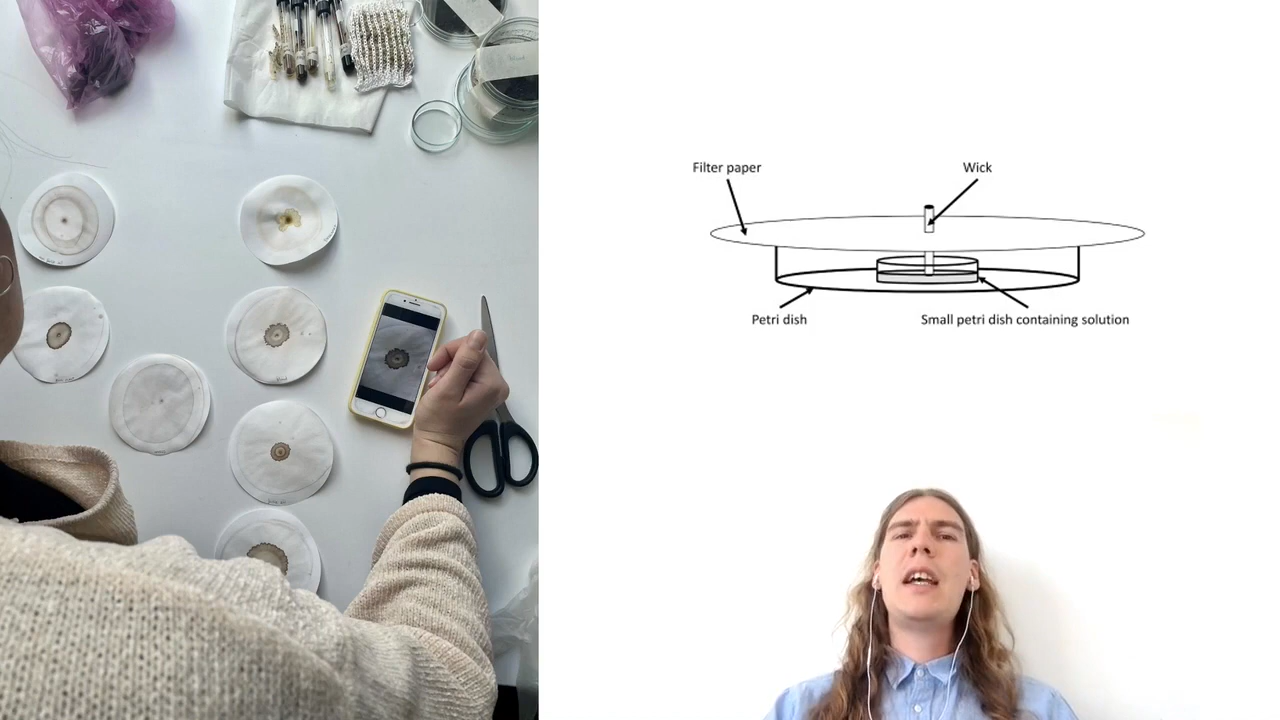 Filter paper
Wick
Petri dish
Small petri dish containing solution